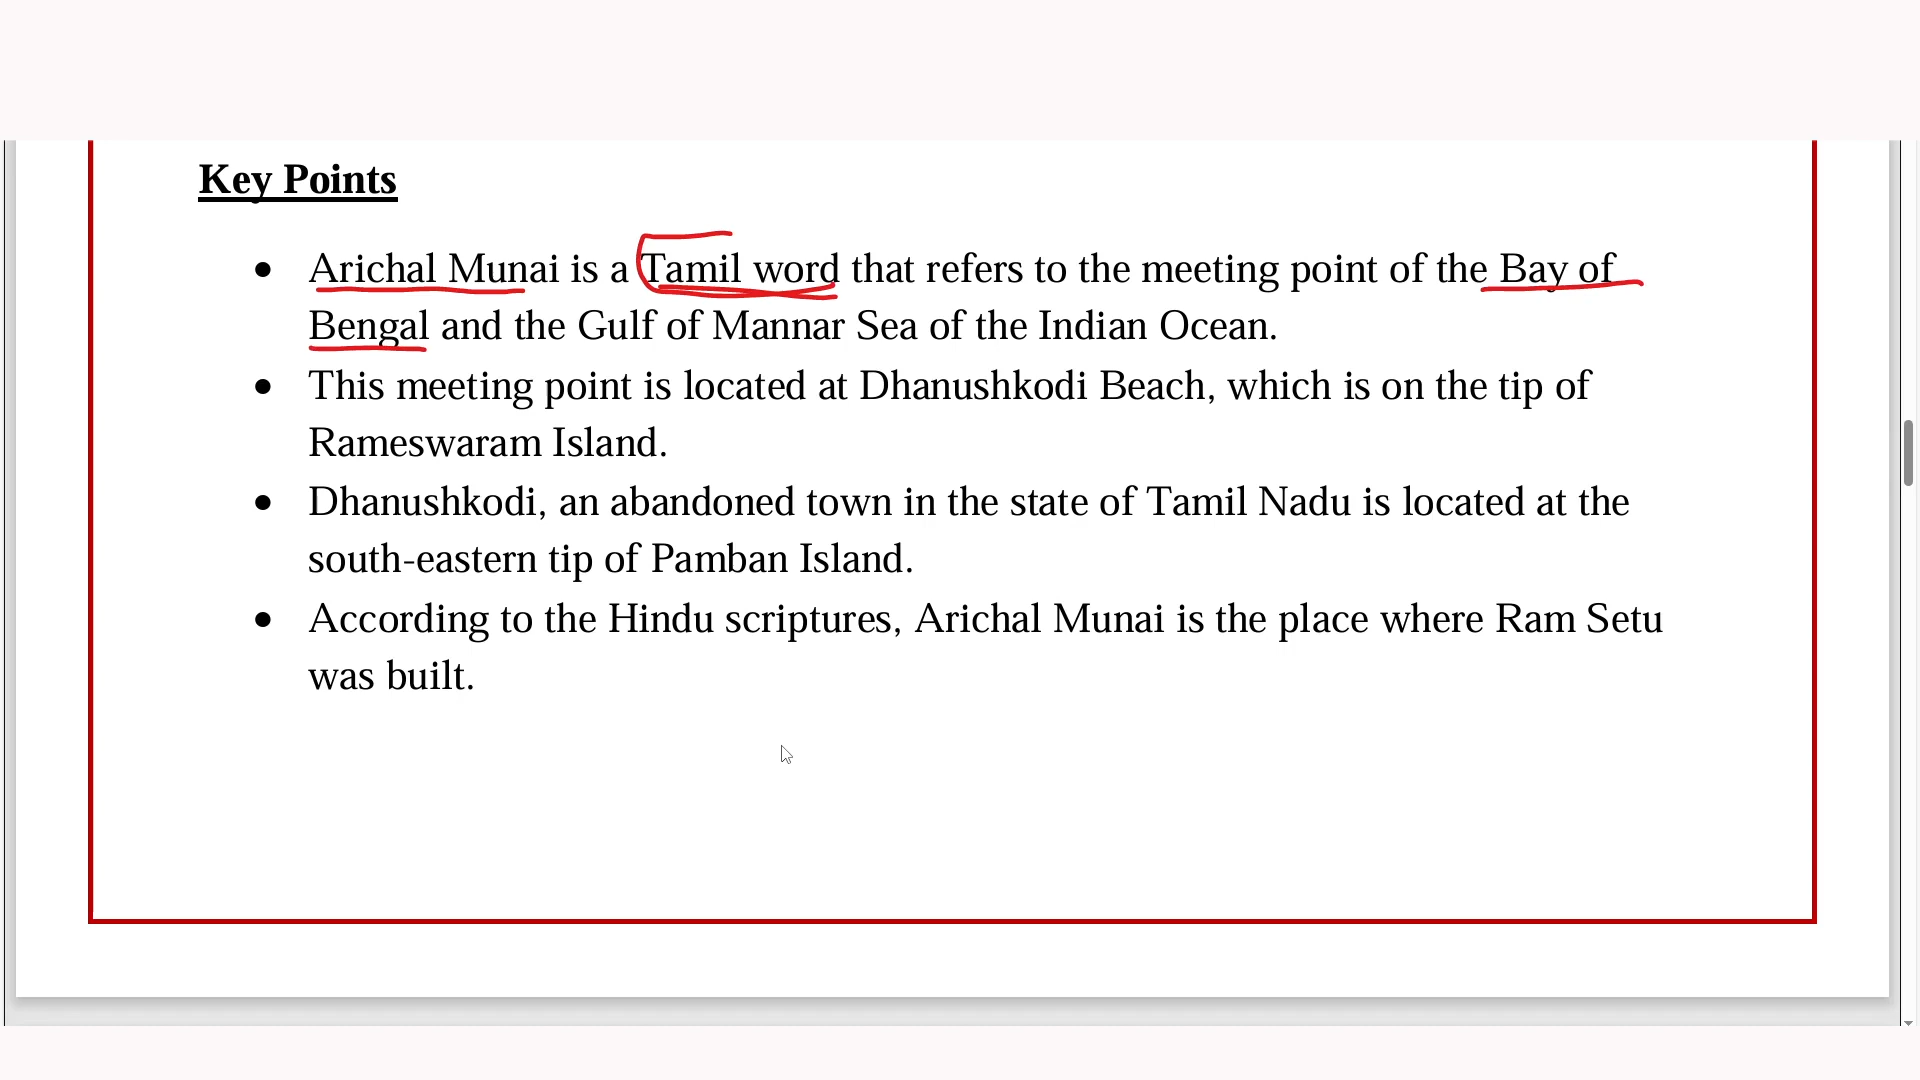 Key Points
● Arichal Munai is a Tamil word that refers to the meeting point of the Bay of
Bengal and the Gulf of Mannar Sea of the Indian Ocean.
● This meeting point is located at Dhanushkodi Beach, which is on the tip of
Rameswaram Island.
● Dhanushkodi, an abandoned town in the state of Tamil Nadu is located at the
south-eastern tip of Pamban Island.
● According to the Hindu scriptures, Arichal Munai is the place where Ram Setu
was built.